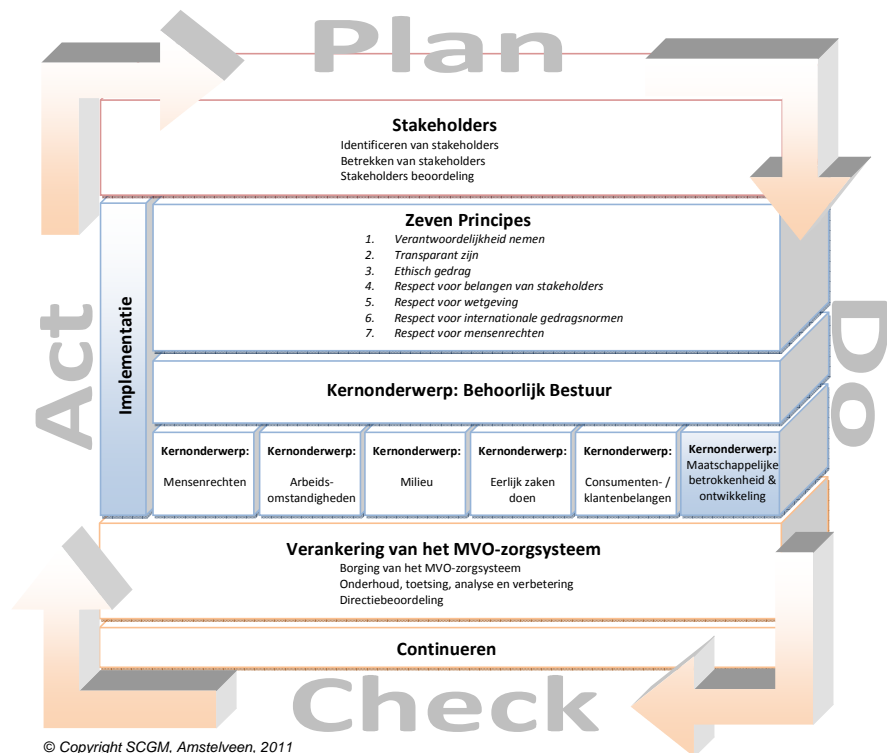 Plan
Stakeholders
Identificeren van stakeholders
Betrekken van stakeholders
Stakeholders beoordeling
Implementatie
Zeven Principes
1. Verantwoordelijkheid nemen
2. Transparant zijn
3. Ethisch gedrag
4. Respect voor belangen van stakeholders
5. Respect voor wetgeving
6. Respect voor internationale gedragsnormen
7. Respect voor mensenrechten
Act
Do
Kernonderwerp: Behoorlijk Bestuur
Kernonderwerp:
Mensenrechten
Kernonderwerp:
Arbeids-
omstandigheden
Kernonderwerp:
Milieu
Kernonderwerp:
Eerlijk zaken
doen
Kernonderwerp:
Consumenten- /
klantenbelangen
Kernonderwerp:
Maatschappelijke
betrokkenheid &
ontwikkeling
Verankering van het MVO-zorgsysteem
Borging van het MVO-zorgsysteem
Onderhoud, toetsing, analyse en verbetering
Directiebeoordeling
Continueren
Check
© Copyright SCGM, Amstelveen, 2011